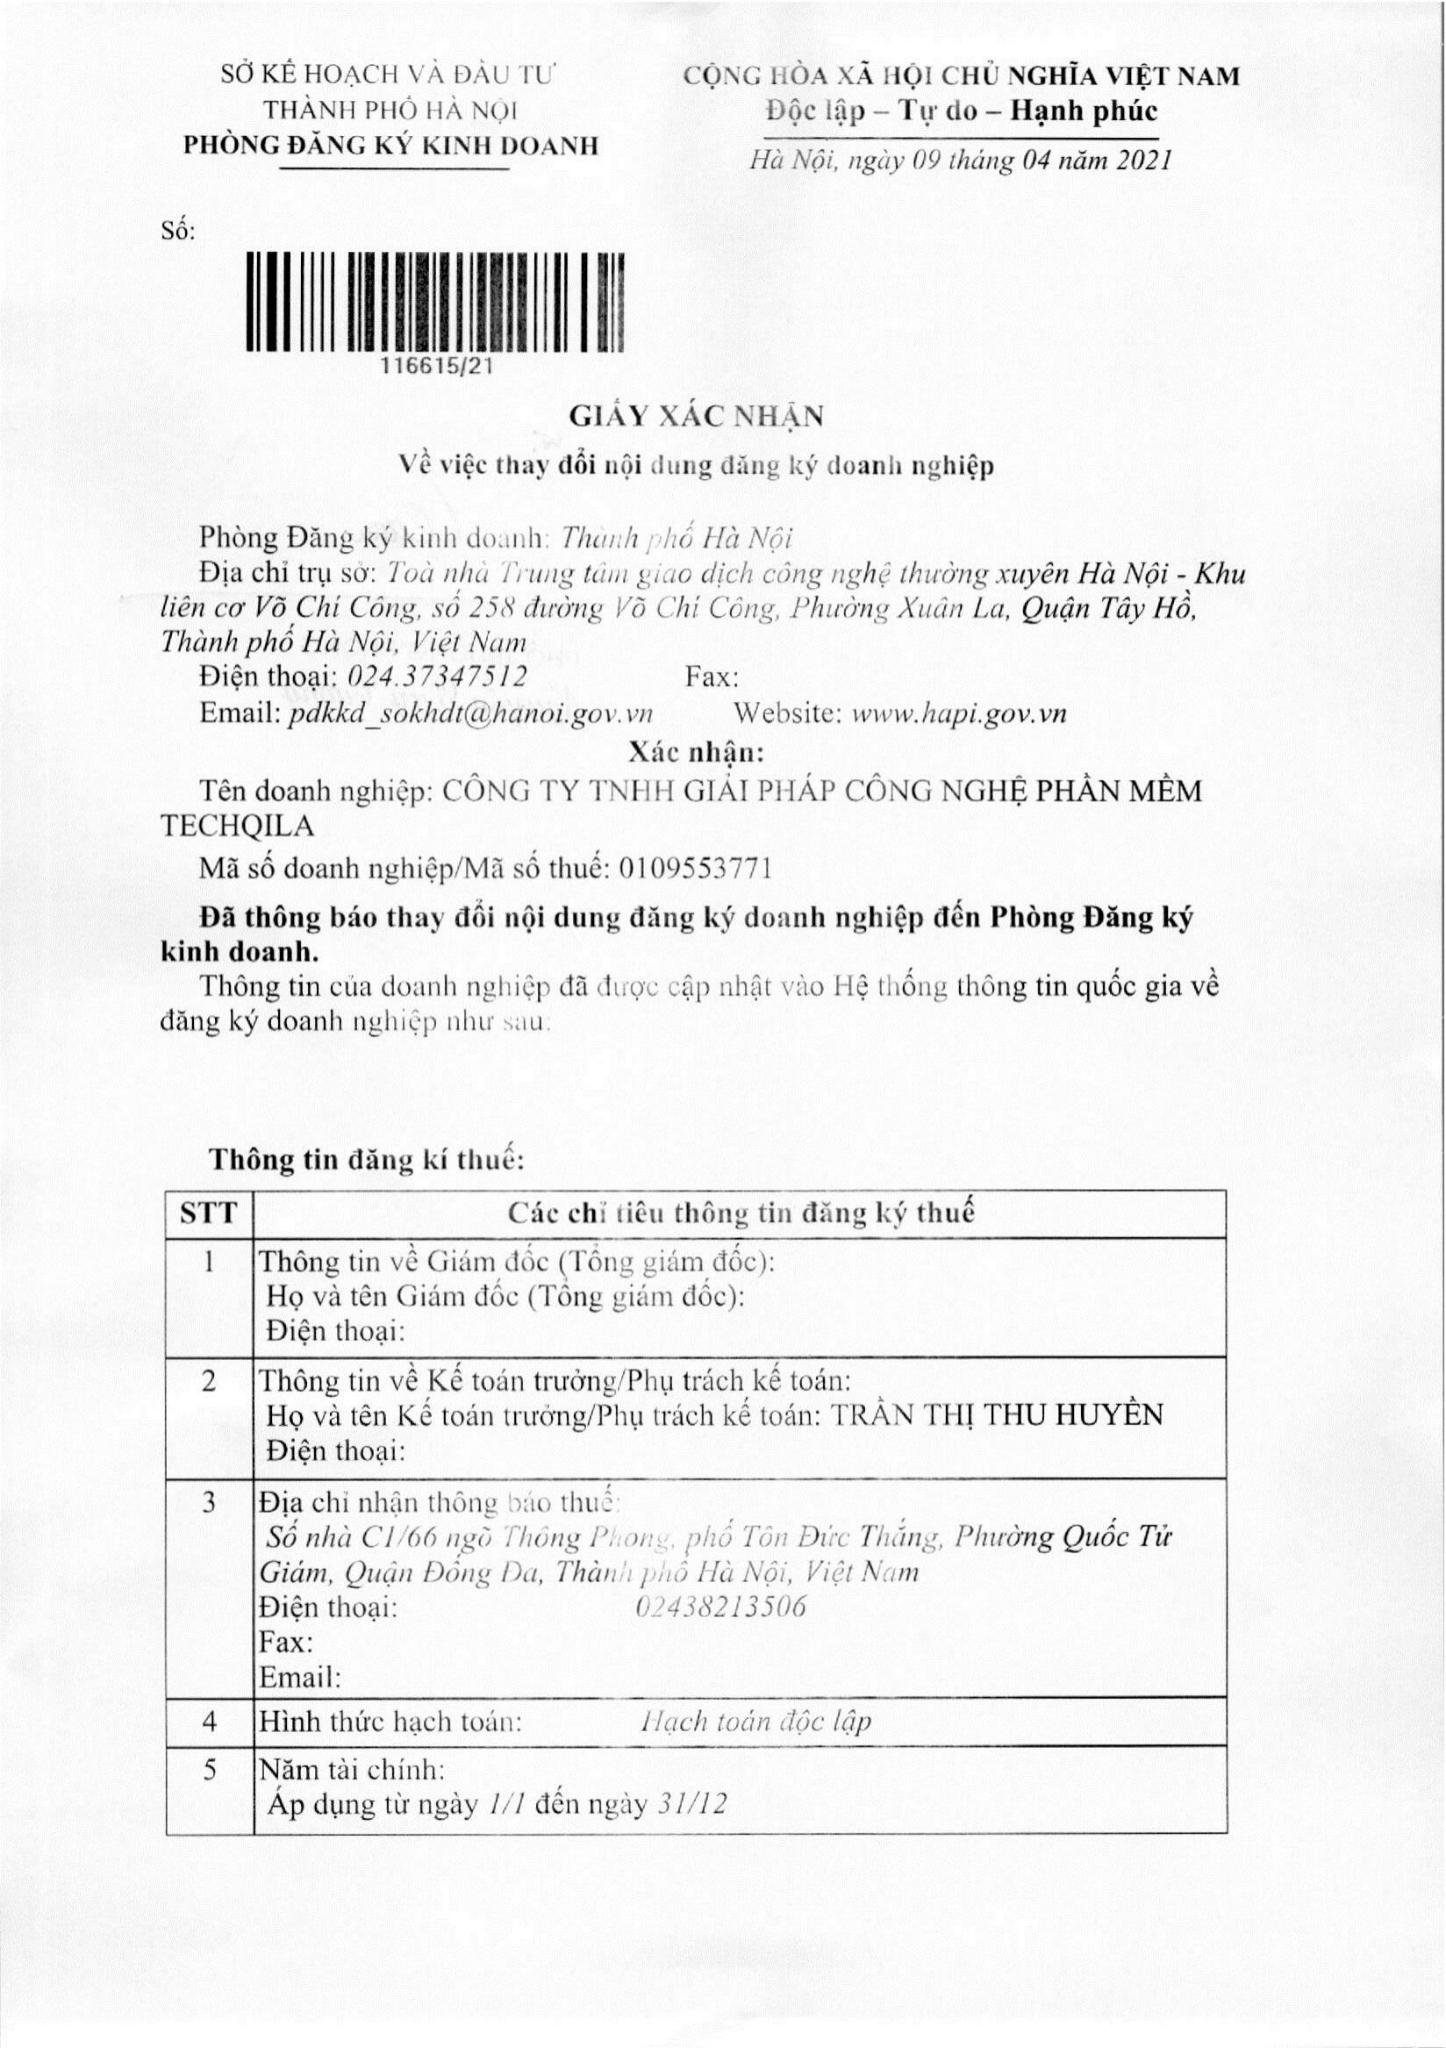 SỞ KẾ HOẠCH VÀ ĐẦU TƯ
THÀNH PHỐ HÀ NỘI
PHÒNG ĐĂNG KÝ KINH DOANH
CỘNG HÒA XÃ HỘI CHỦ NGHĨA VIỆT NAM
Độc lập – Tự do – Hạnh phúc
Hà Nội, ngày 09 tháng 04 năm 2021
Số:
116615/21
GIẤY XÁC NHẬN
Về việc thay đổi nội dung đăng ký doanh nghiệp
Phòng Đăng ký kinh doanh: Thành phố Hà Nội
Địa chỉ trụ sở: Toà nhà Trung tâm giao dịch công nghệ thường xuyên Hà Nội - Khu
liên cơ Võ Chí Công, số 258 đường Võ Chí Công, Phường Xuân La, Quận Tây Hồ,
Thành phố Hà Nội, Việt Nam
Điện thoại: 024.37347512 Fax:
Email: pdkkd_sokhdt@hanoi.gov.vn Website: www.hapi.gov.vn
Xác nhận:
Tên doanh nghiệp: CÔNG TY TNHH GIẢI PHÁP CÔNG NGHỆ PHẦN MỀM
TECHQILA
Mã số doanh nghiệp/Mã số thuế: 0109553771
Đã thông báo thay đổi nội dung đăng ký doanh nghiệp đến Phòng Đăng ký
kinh doanh.
Thông tin của doanh nghiệp đã được cập nhật vào Hệ thống thông tin quốc gia về
đăng ký doanh nghiệp như sau:
Thông tin đăng kí thuế:
STT Các chỉ tiêu thông tin đăng ký thuế
1 Thông tin về Giám đốc (Tổng giám đốc):
Họ và tên Giám đốc (Tổng giám đốc):
Điện thoại:
2 Thông tin về Kế toán trưởng/Phụ trách kế toán:
Họ và tên Kế toán trưởng/Phụ trách kế toán: TRẦN THỊ THU HUYỀN
Điện thoại:
3 Địa chỉ nhận thông báo thuế:
Số nhà C1/66 ngõ Thông Phong, phố Tôn Đức Thắng, Phường Quốc Tử
Giám, Quận Đống Đa, Thành phố Hà Nội, Việt Nam
Điện thoại: 02438213506
Fax:
Email:
4 Hình thức hạch toán: Hạch toán độc lập
5 Năm tài chính:
Áp dụng từ ngày 1/1 đến ngày 31/12